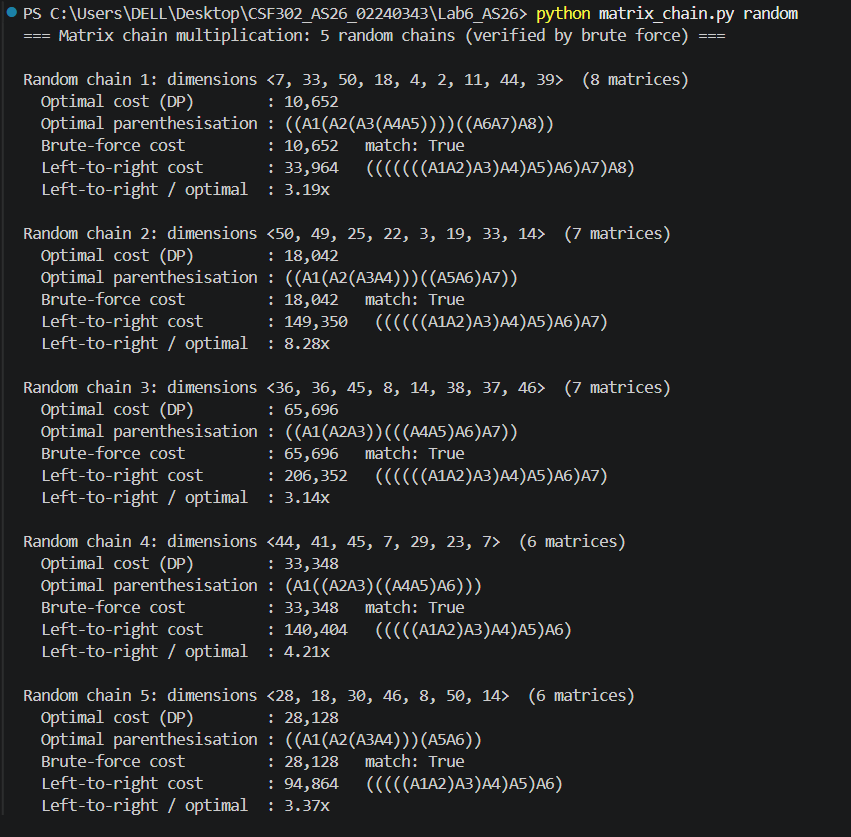 PS C:\Users\DELL\Desktop\CSF302_AS26_02240343\Lab6_AS26> python matrix_chain.py random
=== Matrix chain multiplication: 5 random chains (verified by brute force) ===

Random chain 1: dimensions <7, 33, 50, 18, 4, 2, 11, 44, 39>  (8 matrices)
  Optimal cost (DP)        : 10,652
  Optimal parenthesisation : ((A1(A2(A3(A4A5))))((A6A7)A8))
  Brute-force cost         : 10,652   match: True
  Left-to-right cost       : 33,964   (((((((A1A2)A3)A4)A5)A6)A7)A8)
  Left-to-right / optimal  : 3.19x

Random chain 2: dimensions <50, 49, 25, 22, 3, 19, 33, 14>  (7 matrices)
  Optimal cost (DP)        : 18,042
  Optimal parenthesisation : ((A1(A2(A3A4)))((A5A6)A7))
  Brute-force cost         : 18,042   match: True
  Left-to-right cost       : 149,350   ((((((A1A2)A3)A4)A5)A6)A7)
  Left-to-right / optimal  : 8.28x

Random chain 3: dimensions <36, 36, 45, 8, 14, 38, 37, 46>  (7 matrices)
  Optimal cost (DP)        : 65,696
  Optimal parenthesisation : ((A1(A2A3))(((A4A5)A6)A7))
  Brute-force cost         : 65,696   match: True
  Left-to-right cost       : 206,352   ((((((A1A2)A3)A4)A5)A6)A7)
  Left-to-right / optimal  : 3.14x

Random chain 4: dimensions <44, 41, 45, 7, 29, 23, 7>  (6 matrices)
  Optimal cost (DP)        : 33,348
  Optimal parenthesisation : (A1((A2A3)((A4A5)A6)))
  Brute-force cost         : 33,348   match: True
  Left-to-right cost       : 140,404   (((((A1A2)A3)A4)A5)A6)
  Left-to-right / optimal  : 4.21x

Random chain 5: dimensions <28, 18, 30, 46, 8, 50, 14>  (6 matrices)
  Optimal cost (DP)        : 28,128
  Optimal parenthesisation : ((A1(A2(A3A4)))(A5A6))
  Brute-force cost         : 28,128   match: True
  Left-to-right cost       : 94,864   (((((A1A2)A3)A4)A5)A6)
  Left-to-right / optimal  : 3.37x